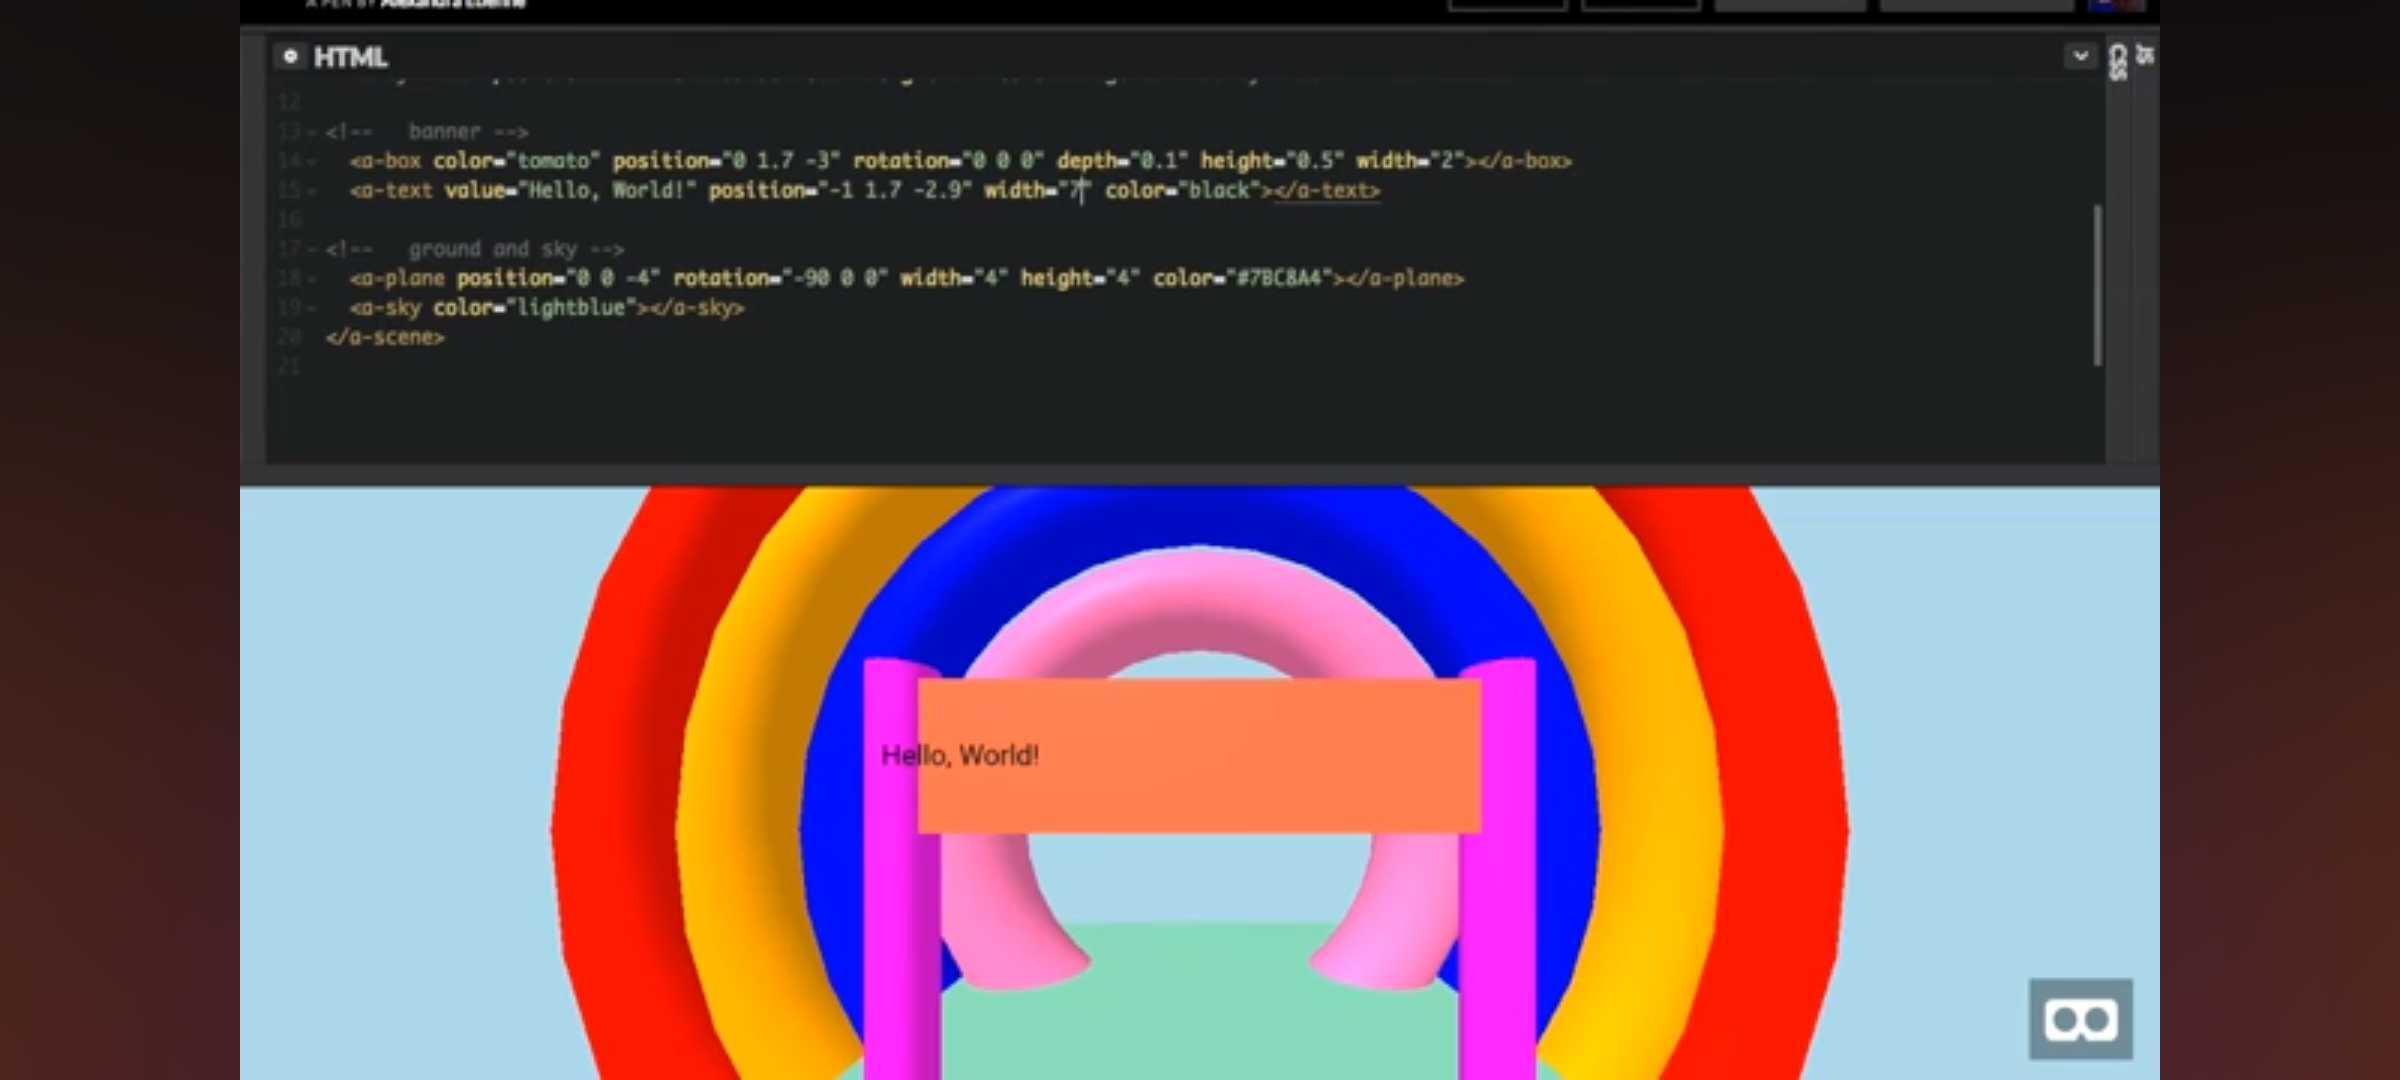 A PEN BY Alexandra
HTML
CSS
JS
12
13 <!--   banner -->
14 <a-box color="tomato" position="0 1.7 -3" rotation="0 0 0" depth="0.1" height="0.5" width="2"></a-box>
15 <a-text value="Hello, World!" position="-1 1.7 -2.9" width="7" color="black"></a-text>
16
17 <!--   ground and sky -->
18 <a-plane position="0 0 -4" rotation="-90 0 0" width="4" height="4" color="#7BC8A4"></a-plane>
19 <a-sky color="lightblue"></a-sky>
20 </a-scene>
21
Hello, World!